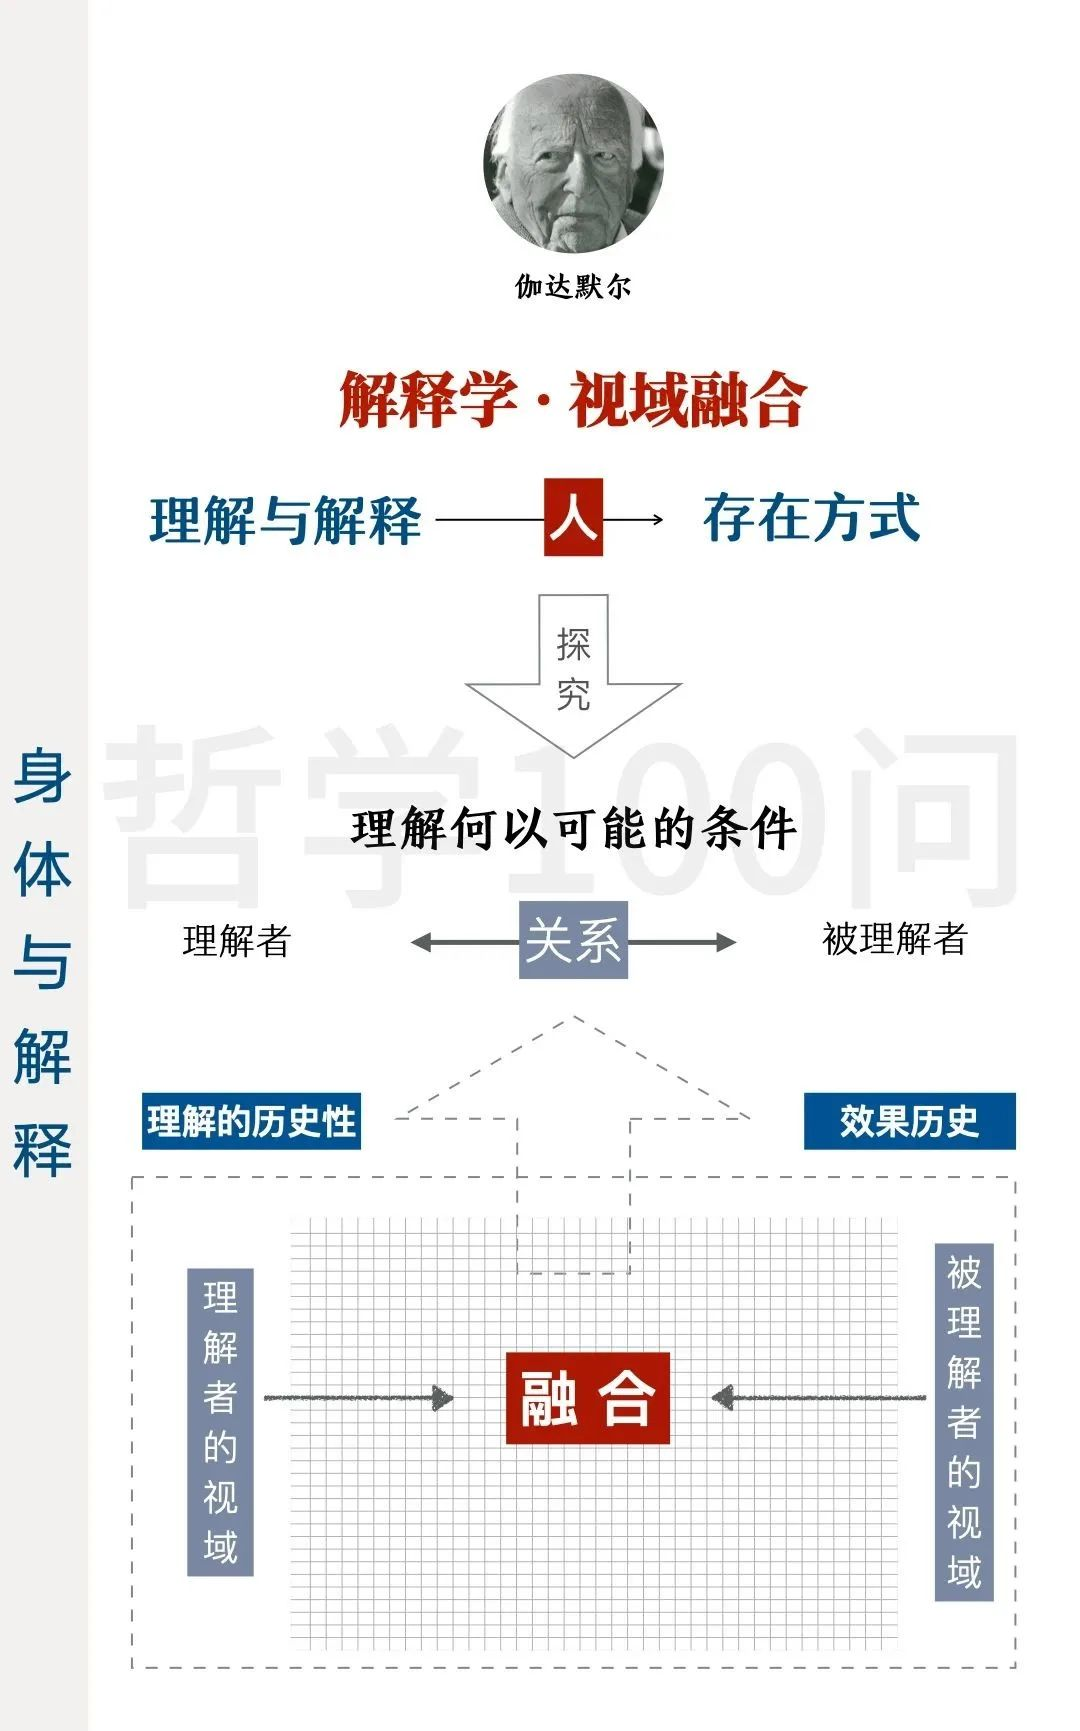 伽达默尔
解释学·视域融合
理解与解释
人
存在方式
探究
哲学100问
理解何以可能的条件
理解者
关系
被理解者
身体与解释
理解的历史性
效果历史
理解者的视域
融合
被理解者的视域